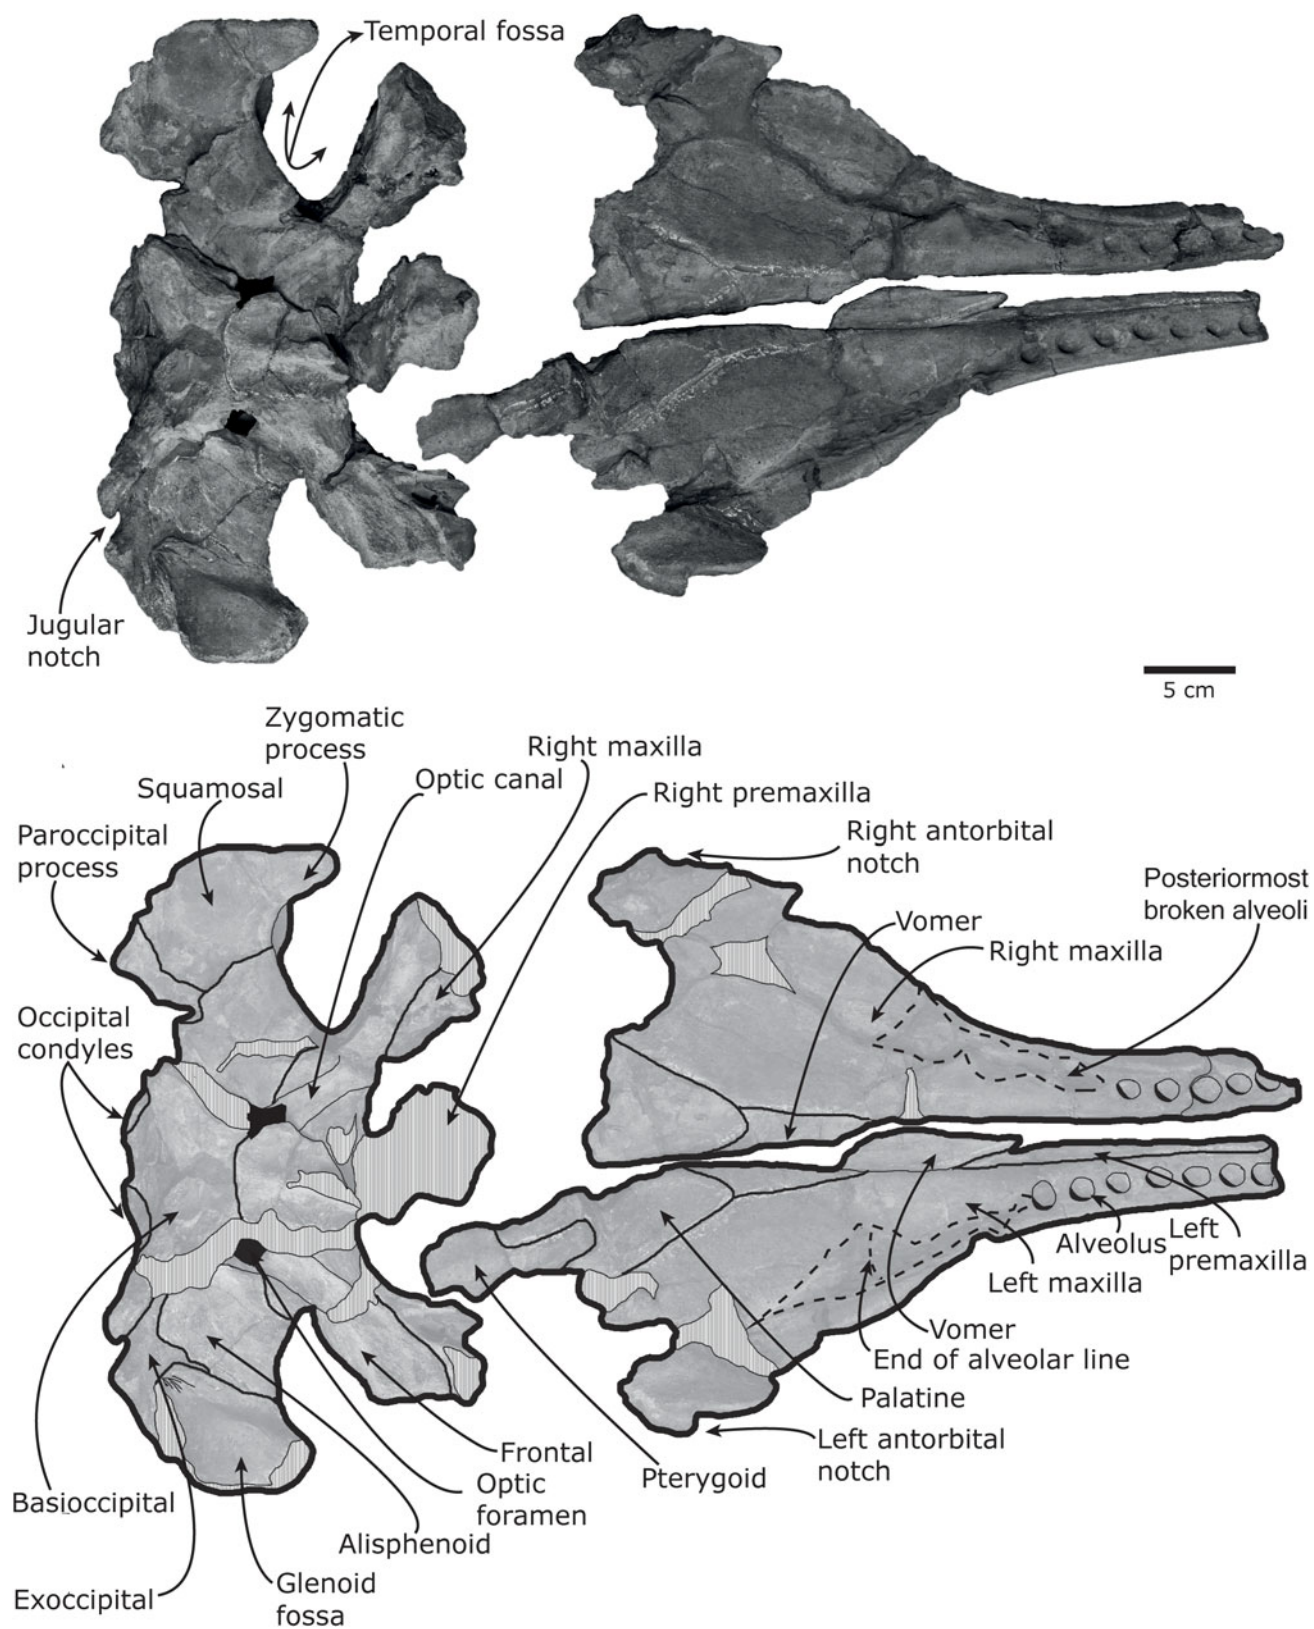 Temporal fossa
Jugular
notch
5 cm
Zygomatic
process
Right maxilla
Squamosal
Optic canal
Right premaxilla
Paroccipital
process
Right antorbital
notch
Posteriormost
broken alveoli
Vomer
Right maxilla
Occipital
condyles
Alveolus
Left
premaxilla
Left maxilla
Vomer
End of alveolar line
Palatine
Left antorbital
notch
Frontal
Pterygoid
Optic
foramen
Basioccipital
Alisphenoid
Glenoid
fossa
Exoccipital